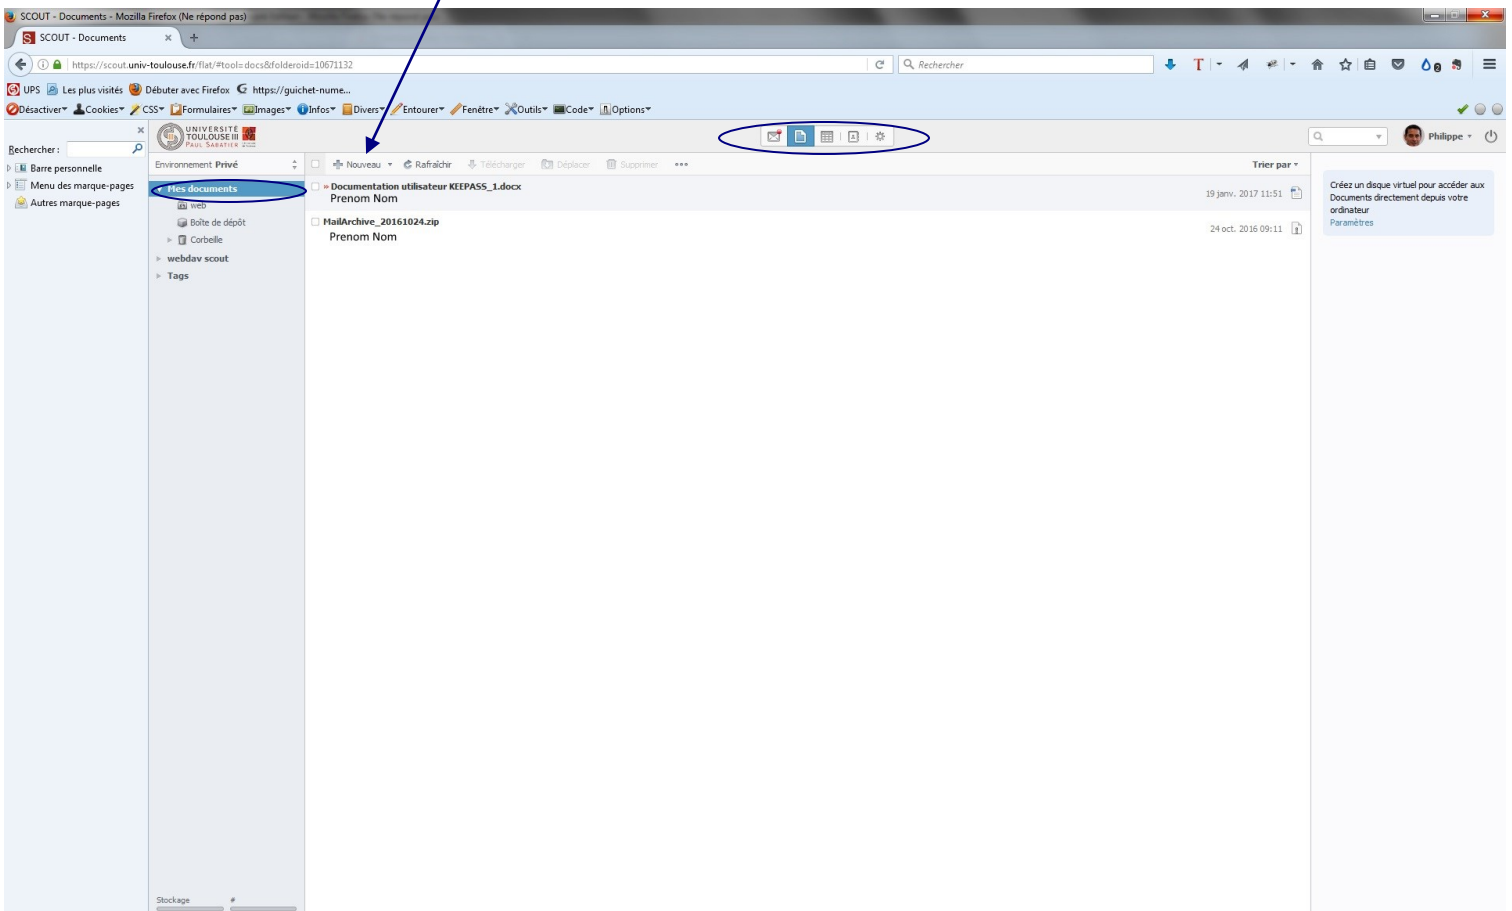 SCOUT - Documents - Mozilla Firefox (Ne répond pas)
SCOUT - Documents
https://scout.univ-toulouse.fr/flat/#tool=docs&folderoid=10671132
Rechercher
UPS Les plus visités Débuter avec Firefox https://guichet-nume...
Désactiver Cookies CSS Formulaires Images Infos Divers Entourer Fenêtre Outils Code Options
Rechercher :
Barre personnelle
Menu des marque-pages
Autres marque-pages
UNIVERSITÉ
TOULOUSE III
PAUL SABATIER
Philippe
Environnement Privé
Nouveau Rafraîchir Télécharger Déplacer Supprimer
Trier par
Mes documents
web
Boîte de dépôt
Corbeille
webdav scout
Tags
» Documentation utilisateur KEEPASS_1.docx
Prenom Nom
19 janv. 2017 11:51
MailArchive_20161024.zip
Prenom Nom
24 oct. 2016 09:11
Créez un disque virtuel pour accéder aux
Documents directement depuis votre
ordinateur
Paramètres
Stockage #